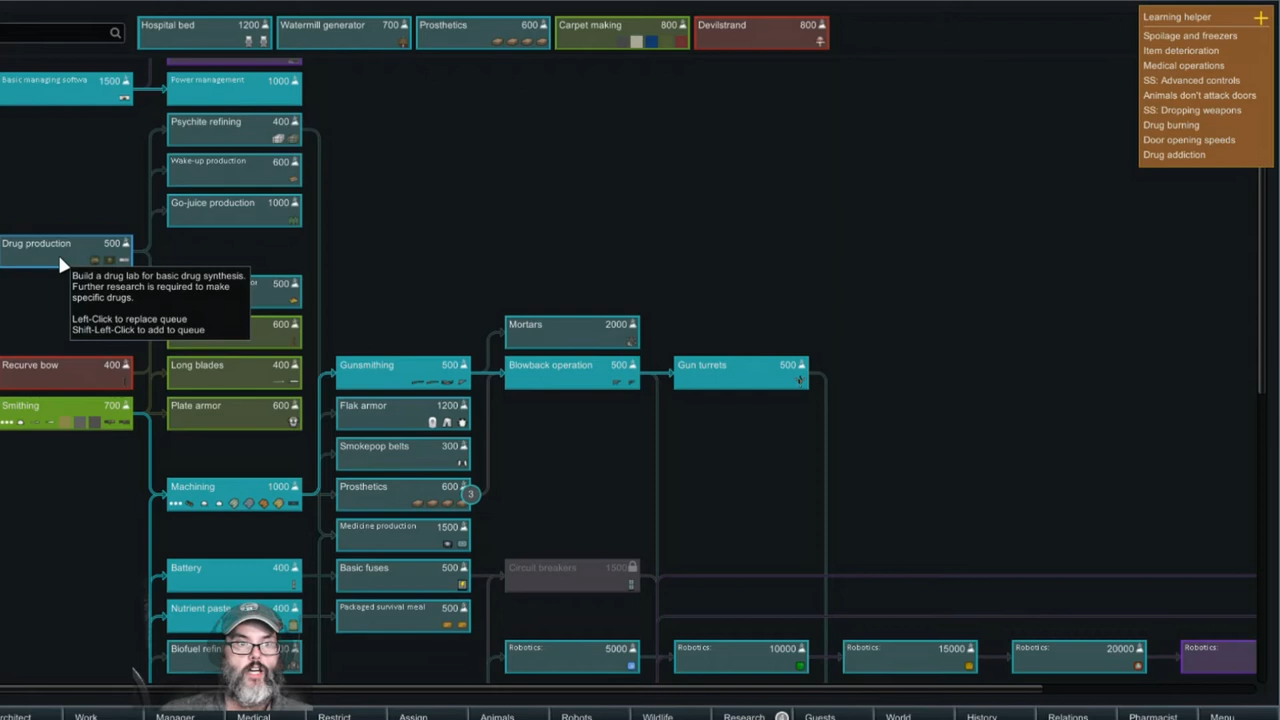 Hospital bed 1200
Watermill generator 700
Prosthetics 600
Carpet making 800
Devilstrand 800
Learning helper
Spoilage and freezers
Item deterioration
Medical operations
SS: Advanced controls
Animals don't attack doors
SS: Dropping weapons
Drug burning
Door opening speeds
Drug addiction
Basic managing softwa 1500
Power management 1000
Psychite refining 400
Wake-up production 600
Go-juice production 1000
Drug production 500
Build a drug lab for basic drug synthesis.
Further research is required to make
specific drugs.
Left-Click to replace queue
Shift-Left-Click to add to queue
or 500
600
Mortars 2000
Recurve bow 400
Long blades 400
Gunsmithing 500
Blowback operation 500
Gun turrets 500
Smithing 700
Plate armor 600
Flak armor 1200
Smokepop belts 300
Machining 1000
Prosthetics 600
3
Medicine production 1500
Battery 400
Basic fuses 500
Circuit breakers 1500
Nutrient paste 400
Packaged survival meal 500
Biofuel refin
Robotics: 5000
Robotics: 10000
Robotics: 15000
Robotics: 20000
Robotics:
rchitect Work Manager Medical Restrict Assign Animals Robots Wildlife Research Guests World History Relations Pharmacist Menu